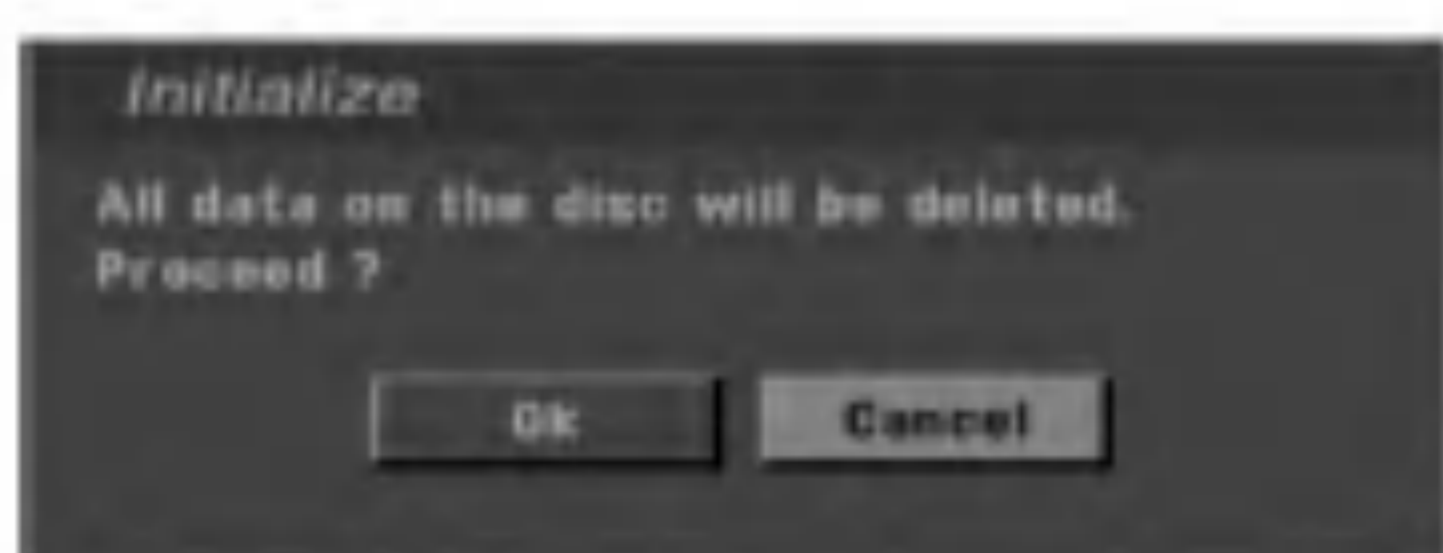 Initialize
All data on the disc will be deleted.
Proceed ?
Ok Cancel